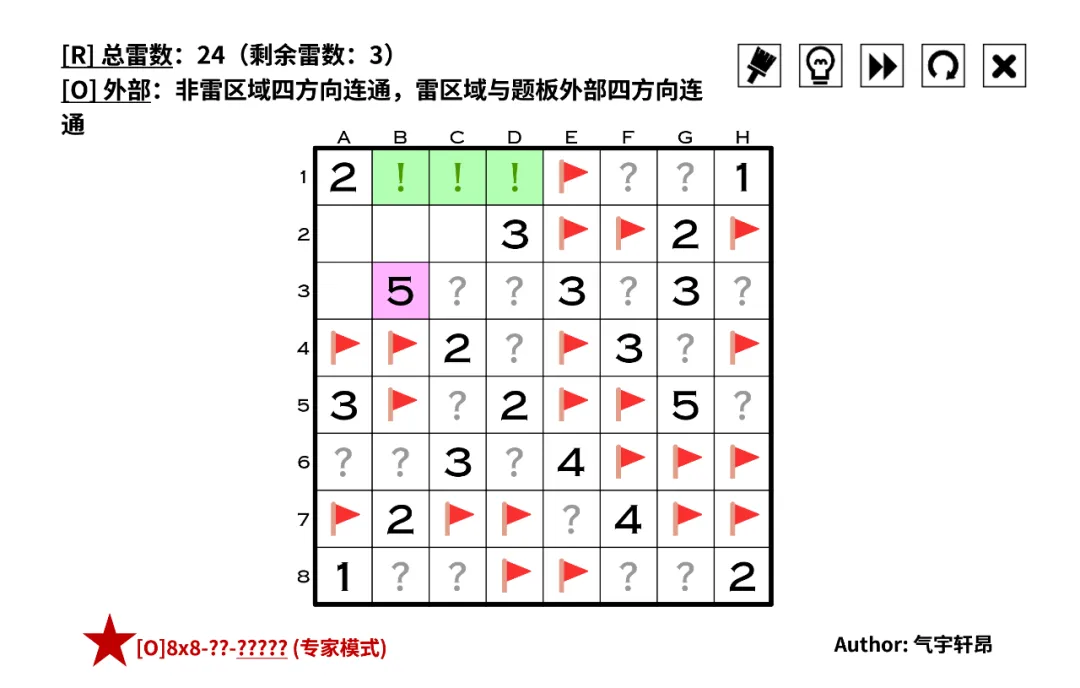 [R] 总雷数：24（剩余雷数：3）
[O] 外部：非雷区域四方向连通，雷区域与题板外部四方向连
通
A B C D E F G H
1 2 ! ! ! ? ? 1
2 3 2
3 5 ? ? 3 ? 3 ?
4 2 ? 3 ?
5 3 ? 2 5 ?
6 ? ? 3 ? 4
7 2 ? 4
8 1 ? ? ? ? 2
[O]8x8-??-????? (专家模式)
Author: 气宇轩昂